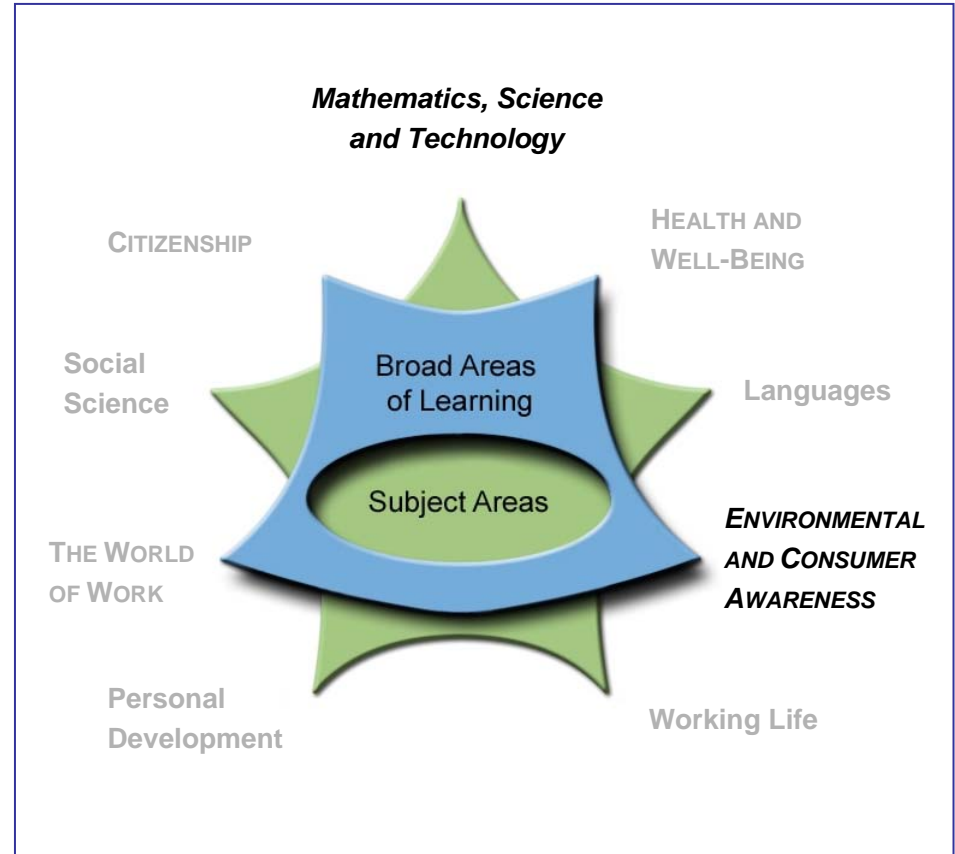 Mathematics, Science
and Technology
CITIZENSHIP
HEALTH AND
WELL-BEING
Broad Areas
of Learning
Social
Science
Languages
Subject Areas
ENVIRONMENTAL
AND CONSUMER
AWARENESS
THE WORLD
OF WORK
Personal
Development
Working Life